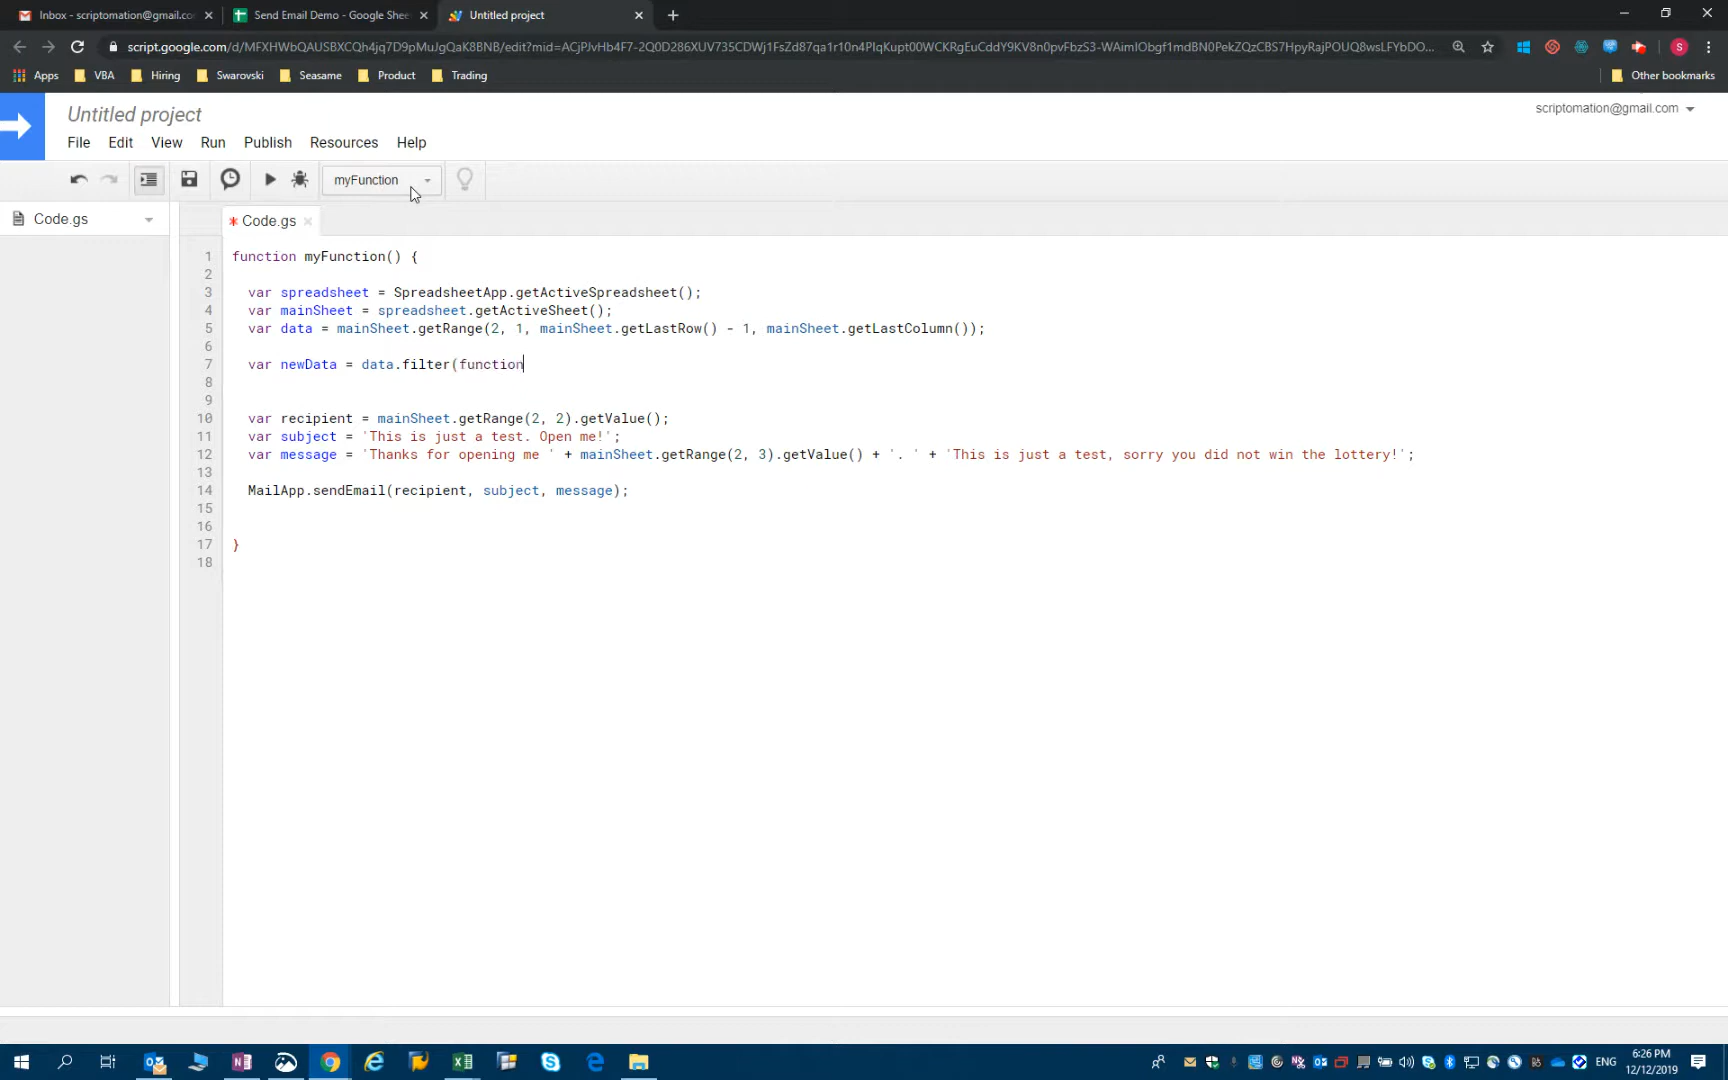 Inbox - scriptomation@gmail.co
Send Email Demo - Google Shee
Untitled project
script.google.com/d/MFXHWbQAUSBXCQh4jq7D9pMuJgQaK8BNB/edit?mid=ACjPJvHb4F7-2Q0D286XUV735CDWj1FsZd87qa1r10n4PIqKupt00WCKRgEuCddY9KV8n0pvFbzS3-WAimIObgf1mdBN0PekZQzCBS7HpyRajPOUQ8wsLFYbDO...
S
Apps
VBA
Hiring
Swarovski
Seasame
Product
Trading
Other bookmarks
Untitled project
scriptomation@gmail.com
File Edit View Run Publish Resources Help
myFunction
Code.gs
* Code.gs
1 function myFunction() {
2
3 var spreadsheet = SpreadsheetApp.getActiveSpreadsheet();
4 var mainSheet = spreadsheet.getActiveSheet();
5 var data = mainSheet.getRange(2, 1, mainSheet.getLastRow() - 1, mainSheet.getLastColumn());
6
7 var newData = data.filter(function
8
9
10 var recipient = mainSheet.getRange(2, 2).getValue();
11 var subject = 'This is just a test. Open me!';
12 var message = 'Thanks for opening me ' + mainSheet.getRange(2, 3).getValue() + '. ' + 'This is just a test, sorry you did not win the lottery!';
13
14 MailApp.sendEmail(recipient, subject, message);
15
16
17 }
18
ENG
6:26 PM
12/12/2019